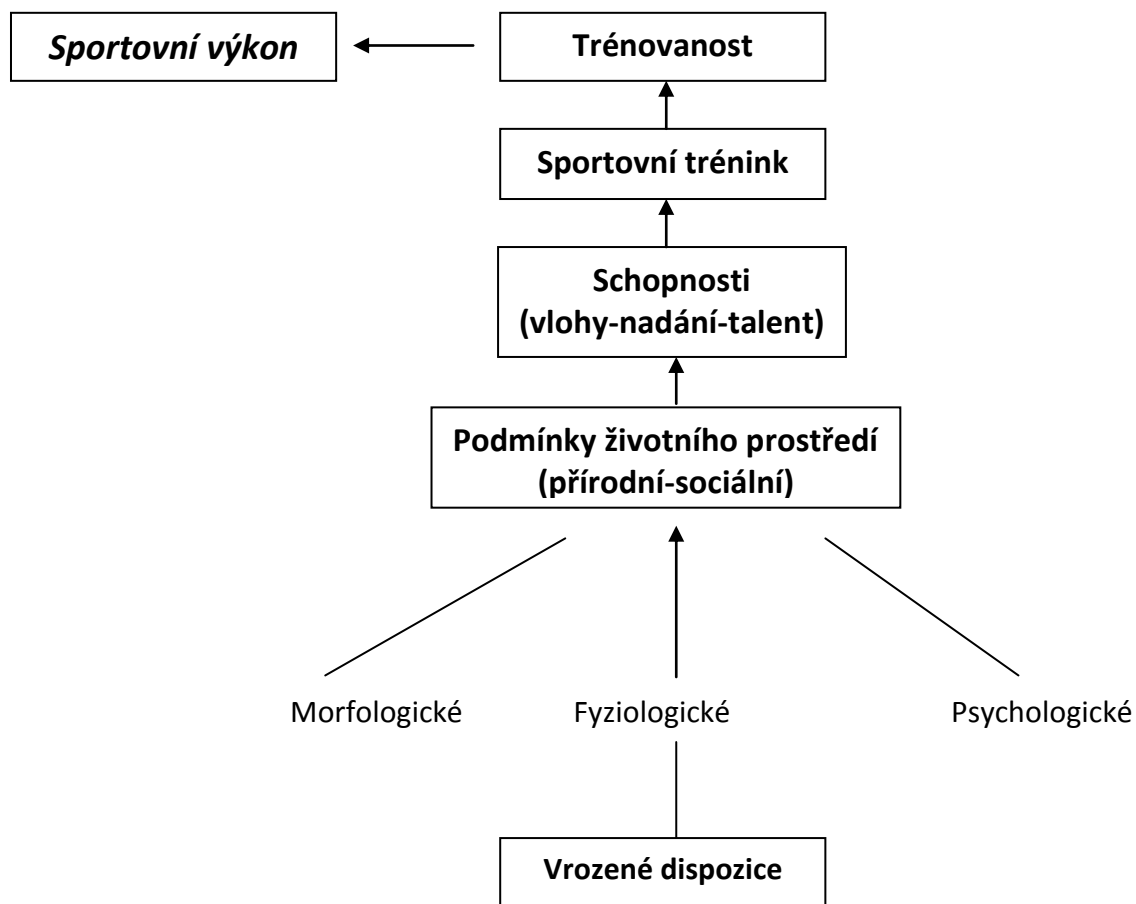 Sportovní výkon
Trénovanost
Sportovní trénink
Schopnosti
(vlohy-nadání-talent)
Podmínky životního prostředí
(přírodní-sociální)
Morfologické
Fyziologické
Psychologické
Vrozené dispozice